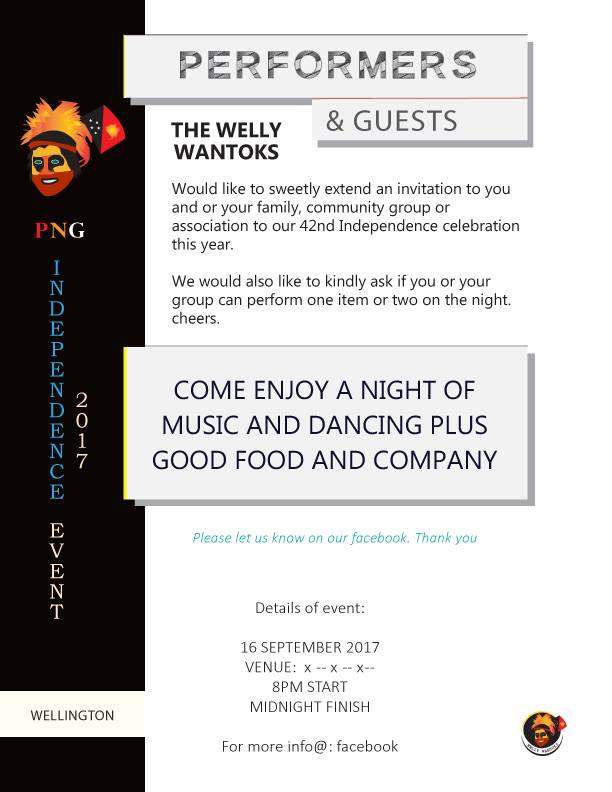 PERFORMERS
& GUESTS
THE WELLY
WANTOKS
Would like to sweetly extend an invitation to you
and or your family, community group or
association to our 42nd Independence celebration
this year.
We would also like to kindly ask if you or your
group can perform one item or two on the night.
cheers.
PNG
INDEPENDENCE EVENT
2017
COME ENJOY A NIGHT OF
MUSIC AND DANCING PLUS
GOOD FOOD AND COMPANY
Please let us know on our facebook. Thank you
Details of event:
16 SEPTEMBER 2017
VENUE: x -- x -- x--
8PM START
MIDNIGHT FINISH
For more info@: facebook
WELLINGTON